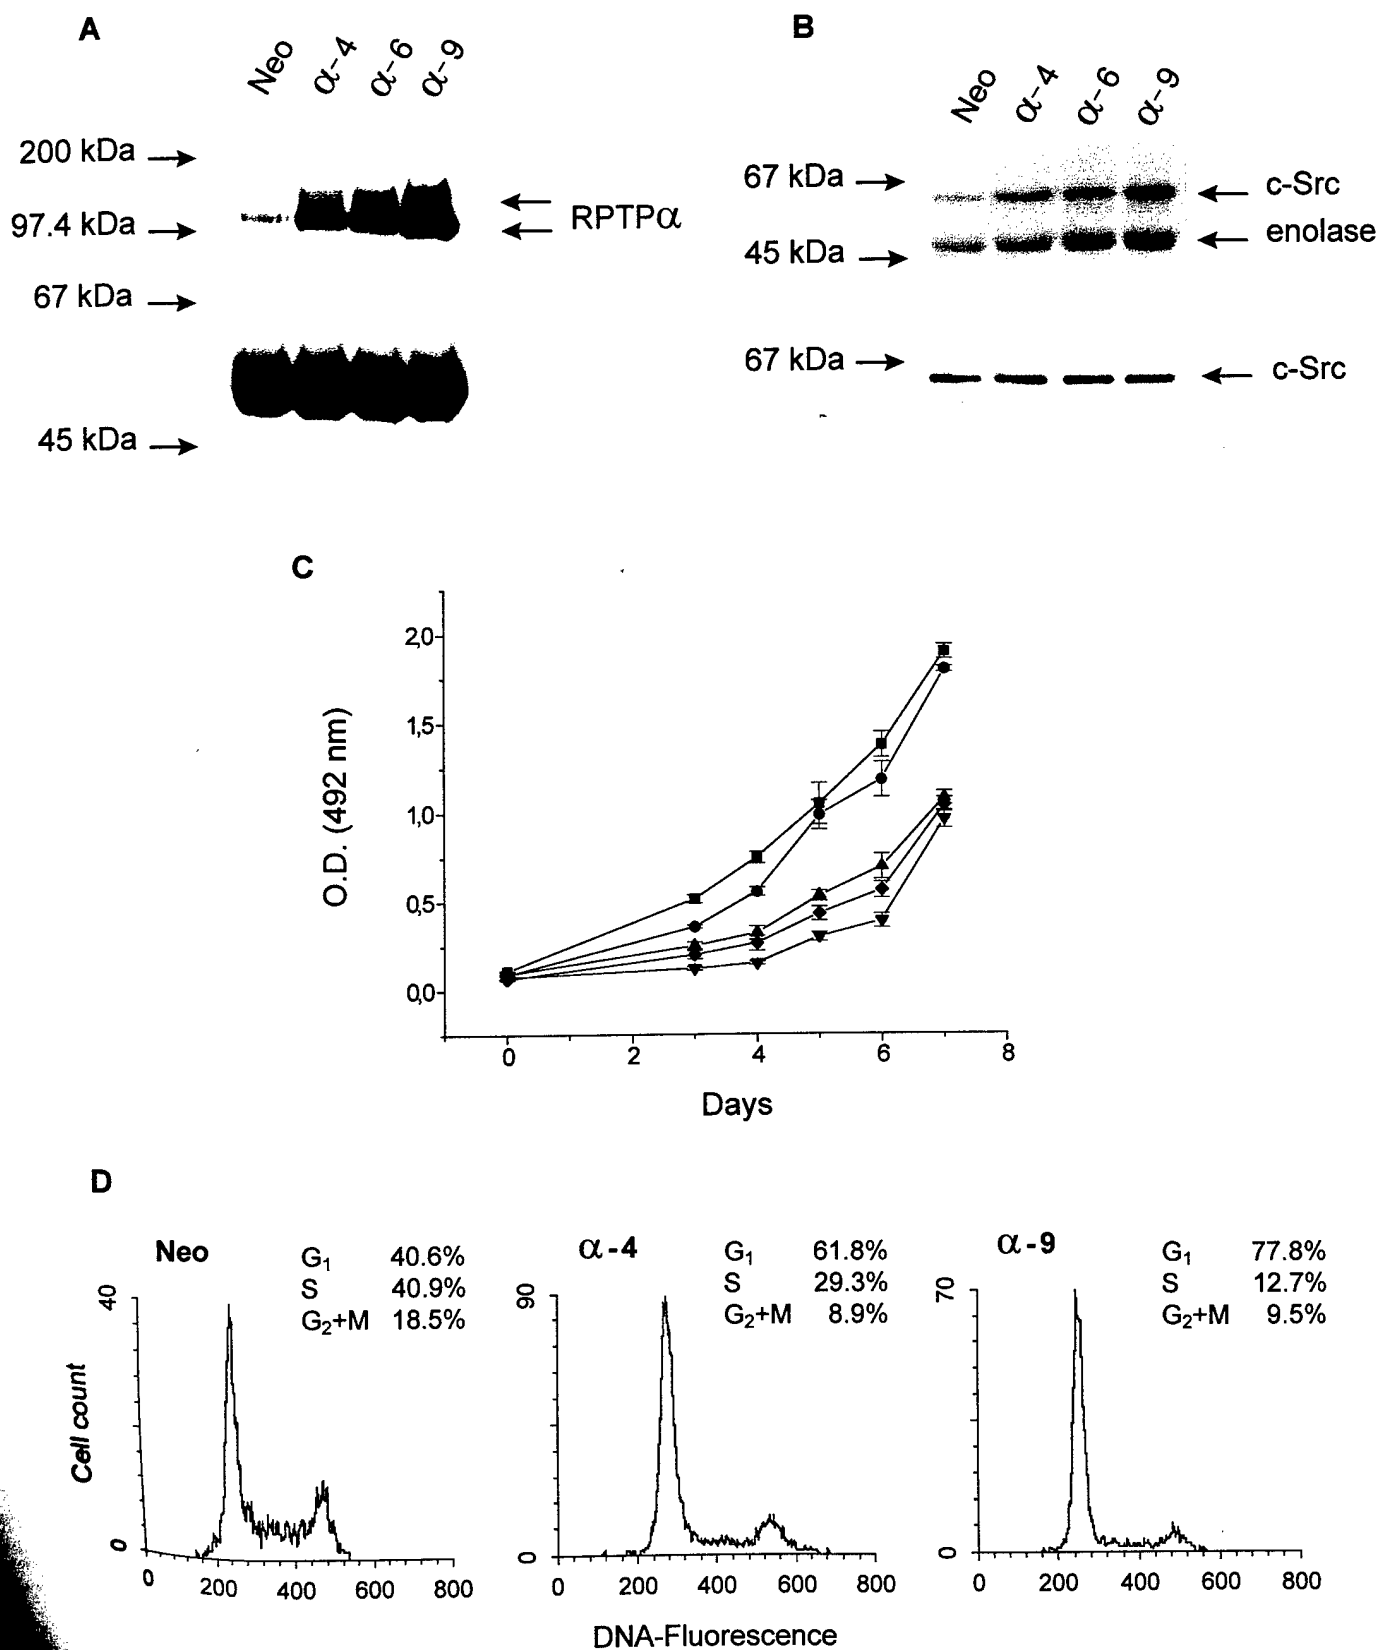 A
Neo α-4 α-6 α-9
200 kDa
97.4 kDa
RPTPα
67 kDa
45 kDa
B
Neo α-4 α-6 α-9
67 kDa
c-Src
enolase
45 kDa
67 kDa
c-Src
C
2,0
1,5
1,0
0,5
0,0
O.D. (492 nm)
0 2 4 6 8
Days
D
Neo
G1 40.6%
S 40.9%
G2+M 18.5%
40
0
Cell count
0 200 400 600 800
α-4
G1 61.8%
S 29.3%
G2+M 8.9%
90
0
0 200 400 600 800
α-9
G1 77.8%
S 12.7%
G2+M 9.5%
70
0
0 200 400 600 800
DNA-Fluorescence